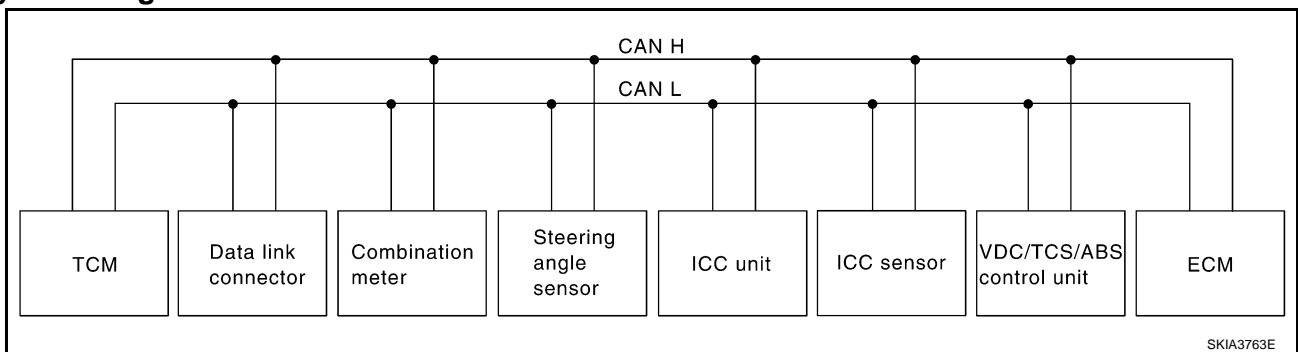 CAN H
CAN L
TCM
Data link
connector
Combination
meter
Steering
angle
sensor
ICC unit
ICC sensor
VDC/TCS/ABS
control unit
ECM
SKIA3763E